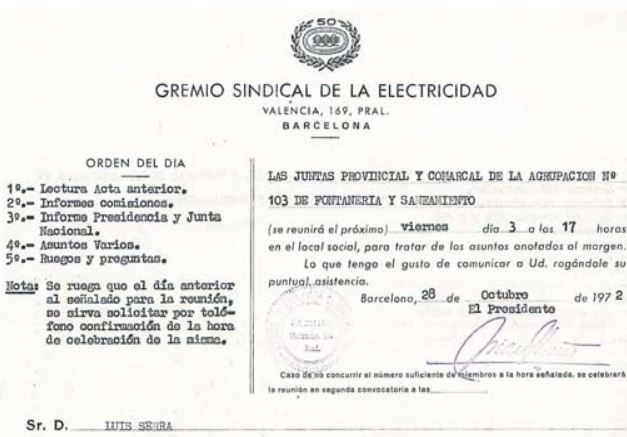 50
GREMIO SINDICAL DE LA ELECTRICIDAD
VALENCIA, 169, PRAL.
BARCELONA
ORDEN DEL DIA
1º.- Lectura Acta anterior.
2º.- Informes comisiones.
3º.- Informe Presidencia y Junta
Nacional.
4º.- Asuntos Varios.
5º.- Ruegos y preguntas.
Nota: Se ruega que el día anterior
al señalado para la reunión,
se sirva solicitar por telé-
fono confirmación de la hora
de celebración de la misma.
LAS JUNTAS PROVINCIAL Y COMARCAL DE LA AGRUPACION Nº
103 DE FONTANERIA Y SANEAMIENTO
(se reunirá el próximo) viernes día 3 a las 17 horas
en el local social, para tratar de los asuntos anotados al margen.
Lo que tengo el gusto de comunicar a Ud. rogándole su
puntual asistencia.
Barcelona, 28 de Octubre de 1972
El Presidente
Caso de no concurrir el número suficiente de miembros a la hora señalada, se celebrará
la reunión en segunda convocatoria a las
Sr. D. LUIS SERRA